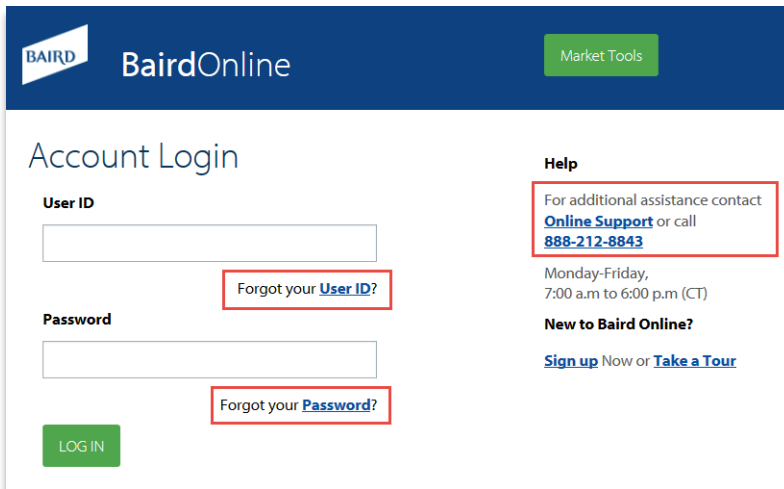 BAIRD
BairdOnline
Market Tools
Account Login
User ID
Forgot your User ID?
Password
Forgot your Password?
LOG IN
Help
For additional assistance contact
Online Support or call
888-212-8843
Monday-Friday,
7:00 a.m to 6:00 p.m (CT)
New to Baird Online?
Sign up Now or Take a Tour